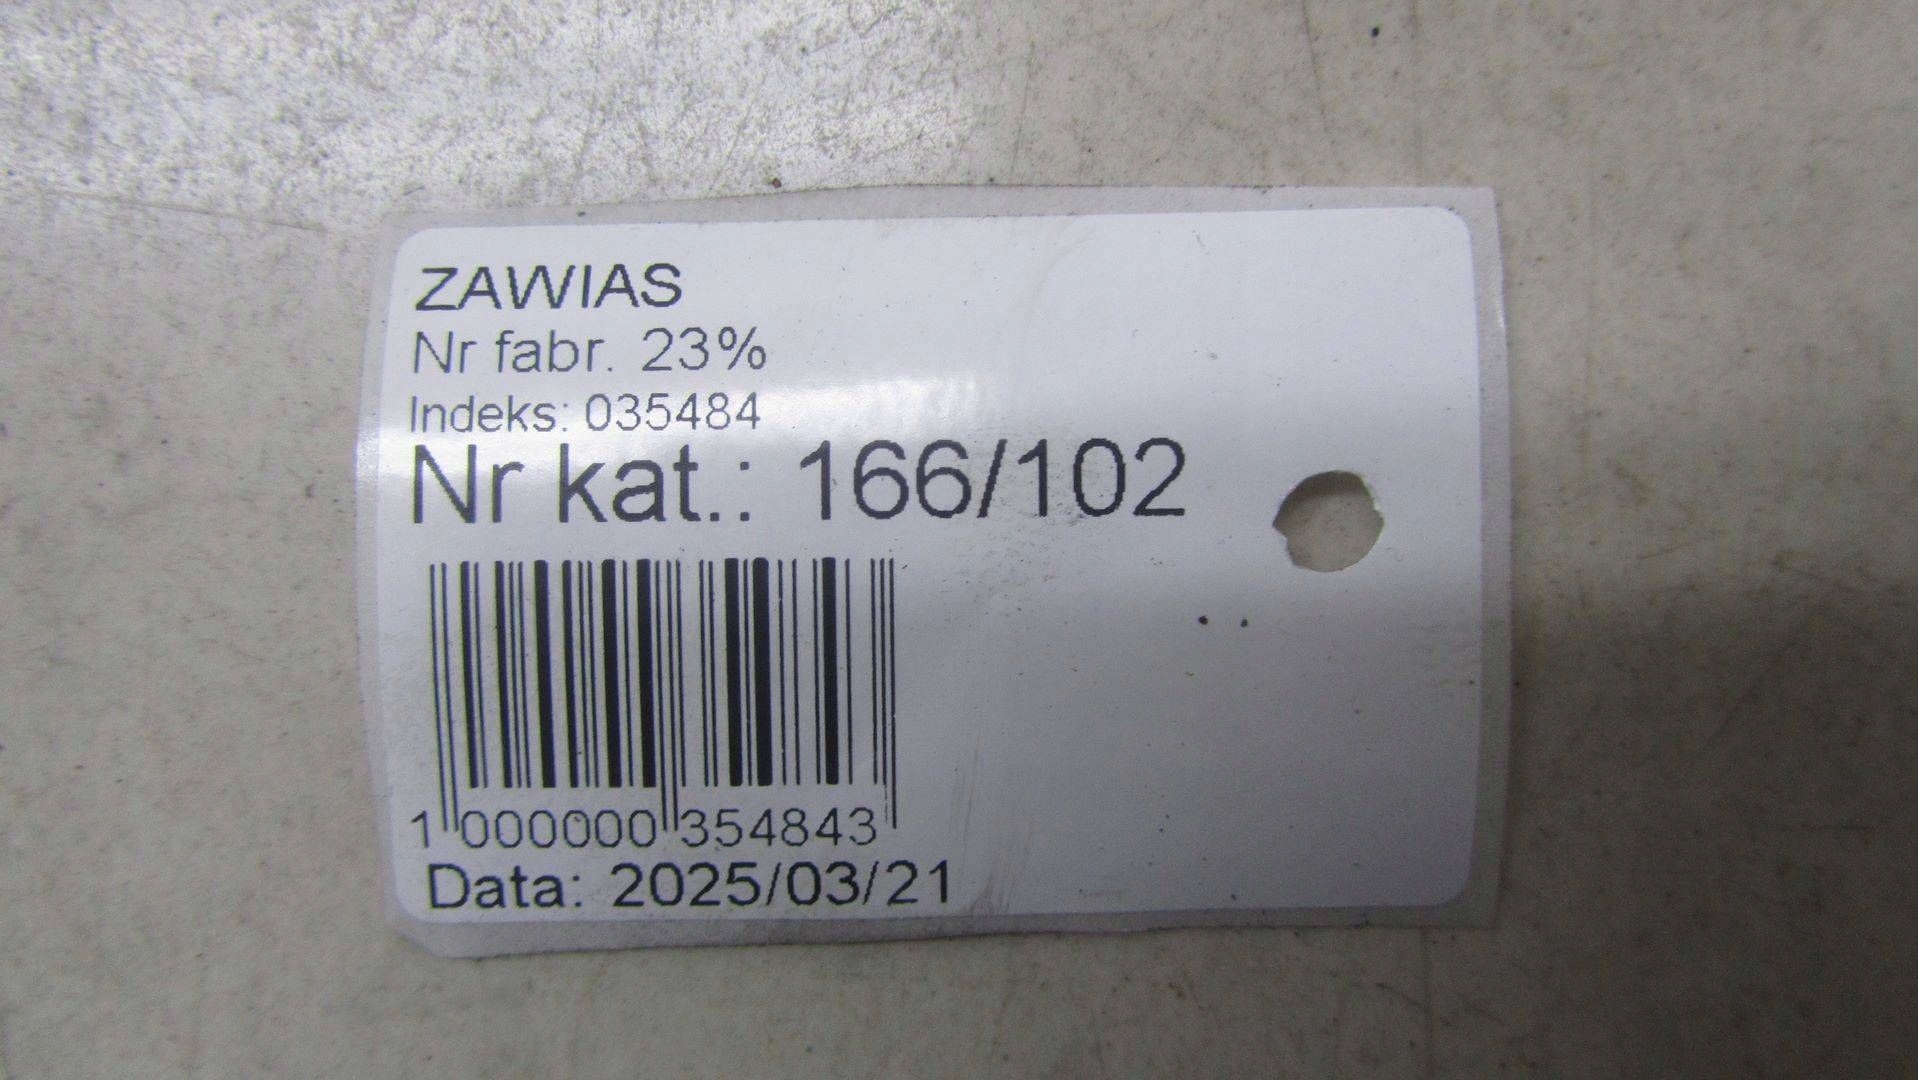 ZAWIAS
Nr fabr. 23%
Indeks: 035484
Nr kat.: 166/102
1 000000 354843
Data: 2025/03/21